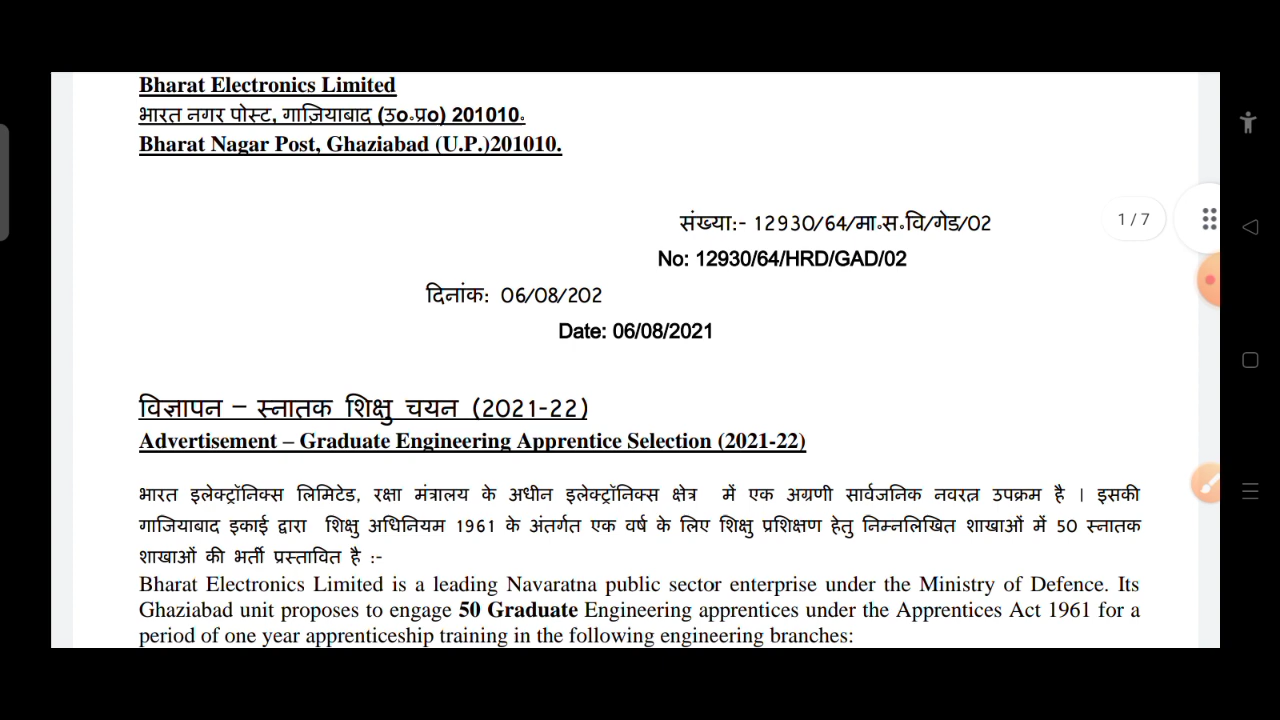 Bharat Electronics Limited
भारत नगर पोस्ट, गाज़ियाबाद (उ०.प्र०) 201010.
Bharat Nagar Post, Ghaziabad (U.P.)201010.
संख्या:- 12930/64/मा.स.वि/गेड/02
1 / 7
No: 12930/64/HRD/GAD/02
दिनांक: 06/08/202
Date: 06/08/2021
विज्ञापन – स्नातक शिक्षु चयन (2021-22)
Advertisement – Graduate Engineering Apprentice Selection (2021-22)
भारत इलेक्ट्रॉनिक्स लिमिटेड, रक्षा मंत्रालय के अधीन इलेक्ट्रॉनिक्स क्षेत्र में एक अग्रणी सार्वजनिक नवरत्न उपक्रम है । इसकी
गाजियाबाद इकाई द्वारा शिक्षु अधिनियम 1961 के अंतर्गत एक वर्ष के लिए शिक्षु प्रशिक्षण हेतु निम्नलिखित शाखाओं में 50 स्नातक
शाखाओं की भर्ती प्रस्तावित है :-
Bharat Electronics Limited is a leading Navaratna public sector enterprise under the Ministry of Defence. Its
Ghaziabad unit proposes to engage 50 Graduate Engineering apprentices under the Apprentices Act 1961 for a
period of one year apprenticeship training in the following engineering branches: